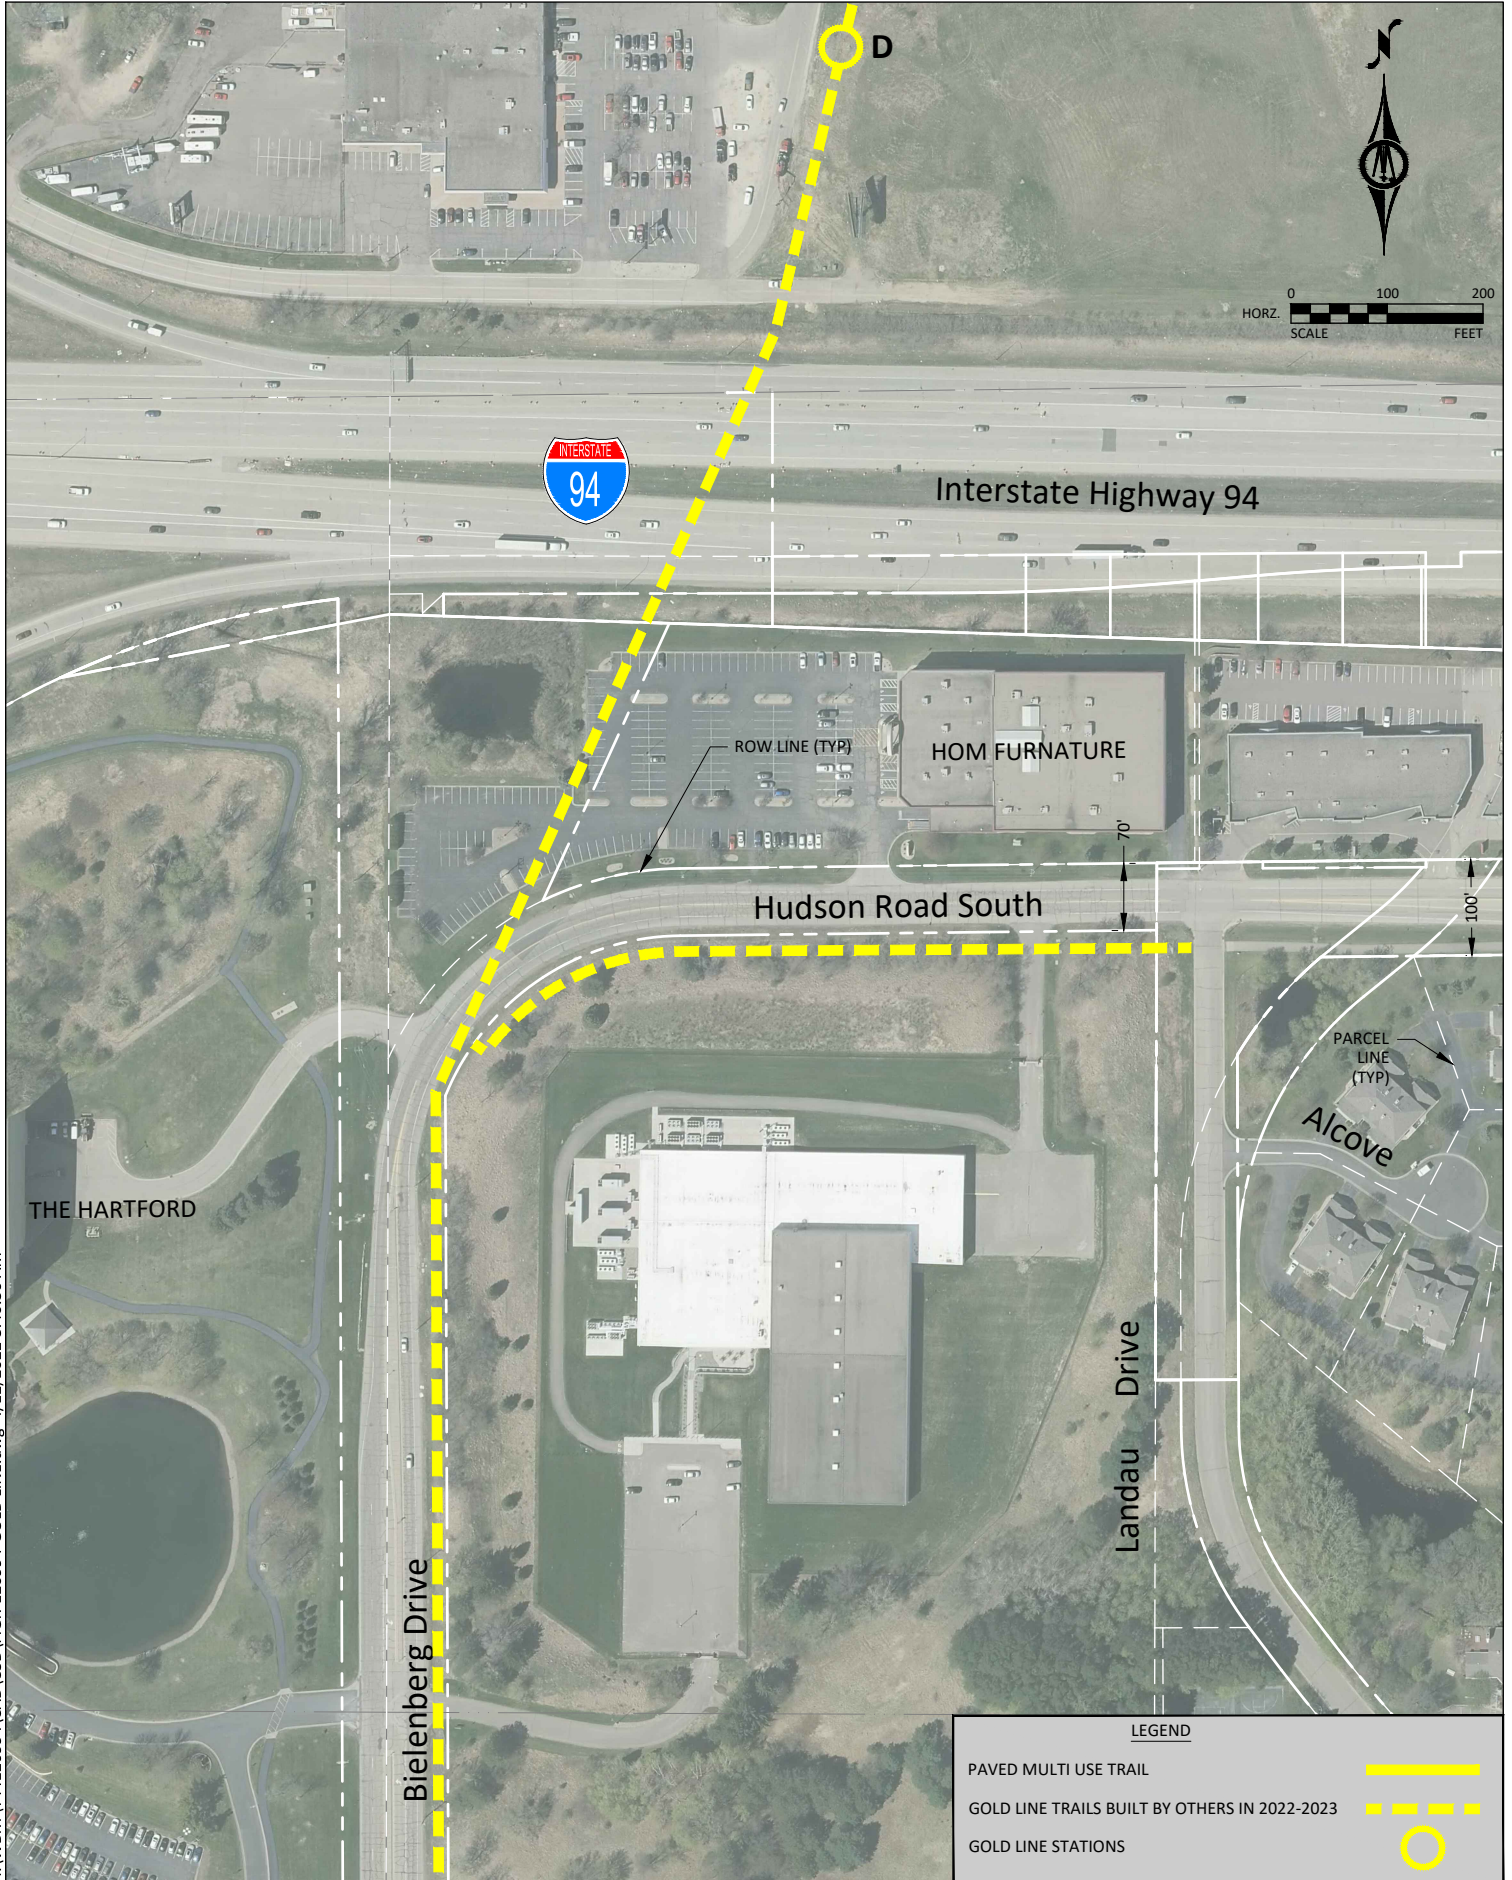 D
N
0 100 200
HORZ.
SCALE FEET
INTERSTATE
94
Interstate Highway 94
ROW LINE (TYP)
HOM FURNATURE
70'
Hudson Road South
100'
PARCEL
LINE
(TYP)
Alcove
THE HARTFORD
Landau Drive
Bielenberg Drive
LEGEND
PAVED MULTI USE TRAIL
GOLD LINE TRAILS BUILT BY OTHERS IN 2022-2023
GOLD LINE STATIONS